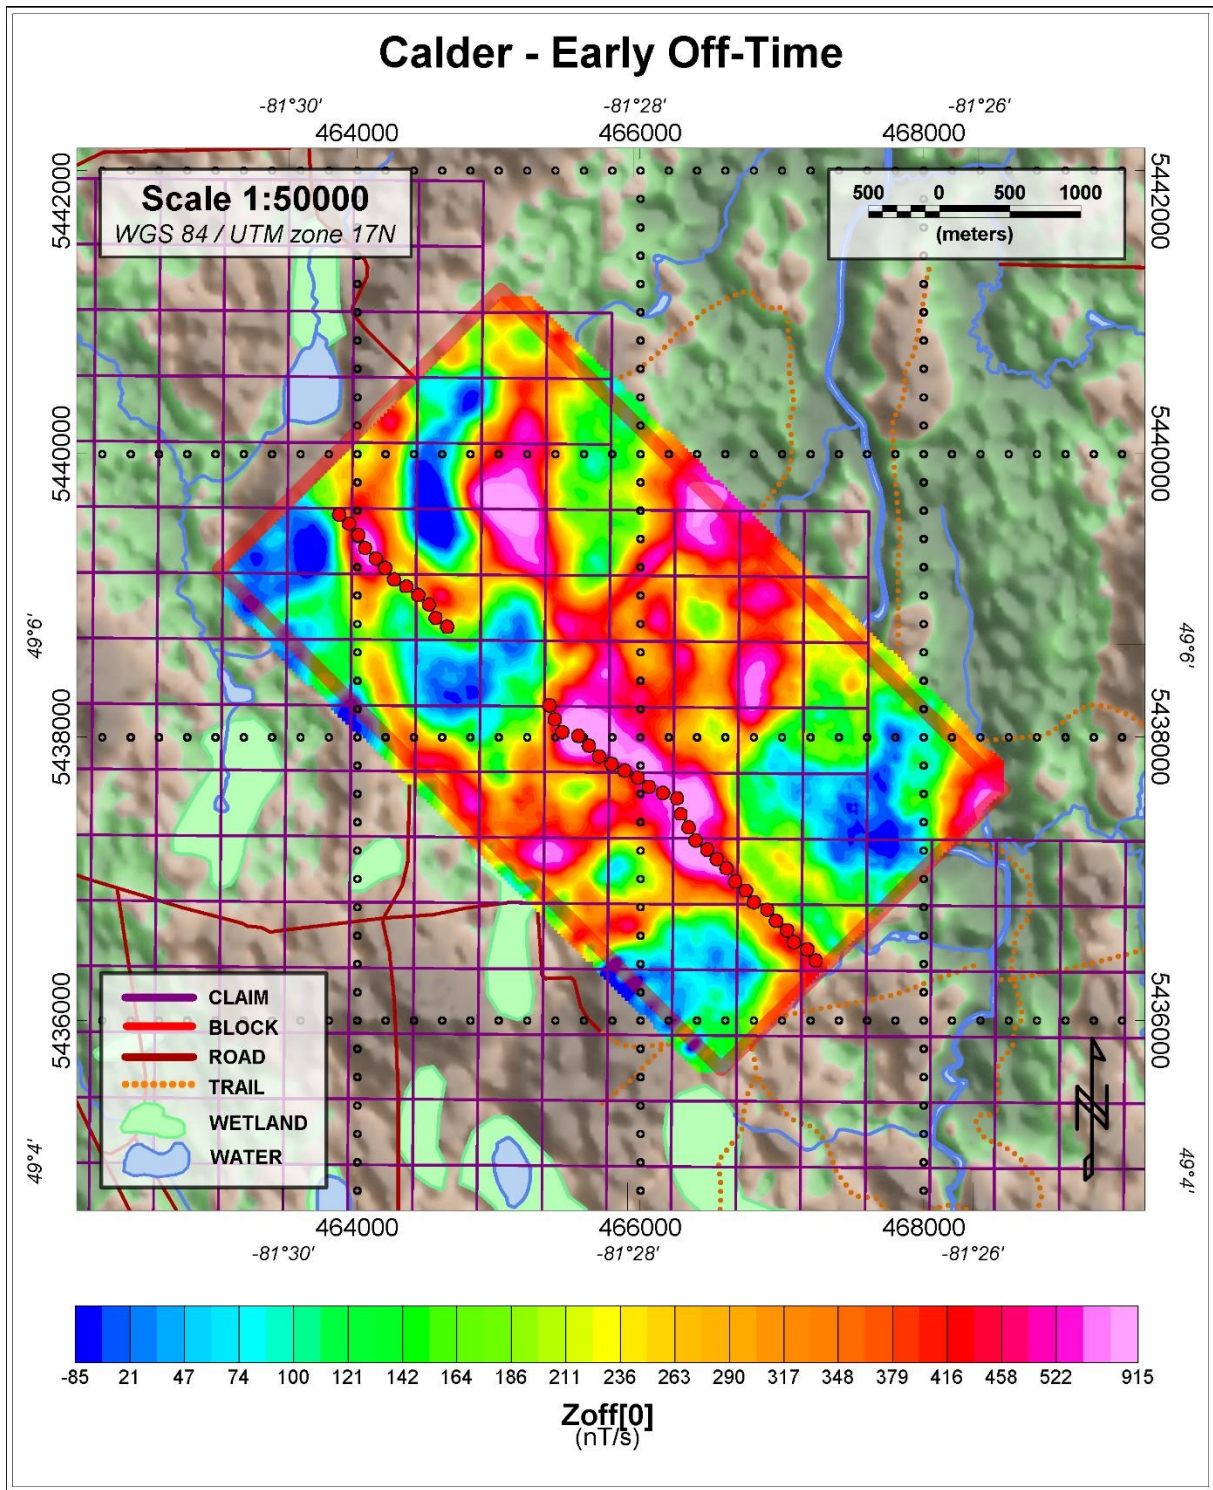 Calder - Early Off-Time
-81°30' -81°28' -81°26'
464000 466000 468000
Scale 1:50000
WGS 84 / UTM zone 17N
500 0 500 1000
(meters)
5442000 5442000
5440000 5440000
49°6' 49°6'
5438000 5438000
5436000 5436000
49°4' 49°4'
CLAIM
BLOCK
ROAD
TRAIL
WETLAND
WATER
464000 466000 468000
-81°30' -81°28' -81°26'
-85 21 47 74 100 121 142 164 186 211 236 263 290 317 348 379 416 458 522 915
Zoff[0]
(nT/s)